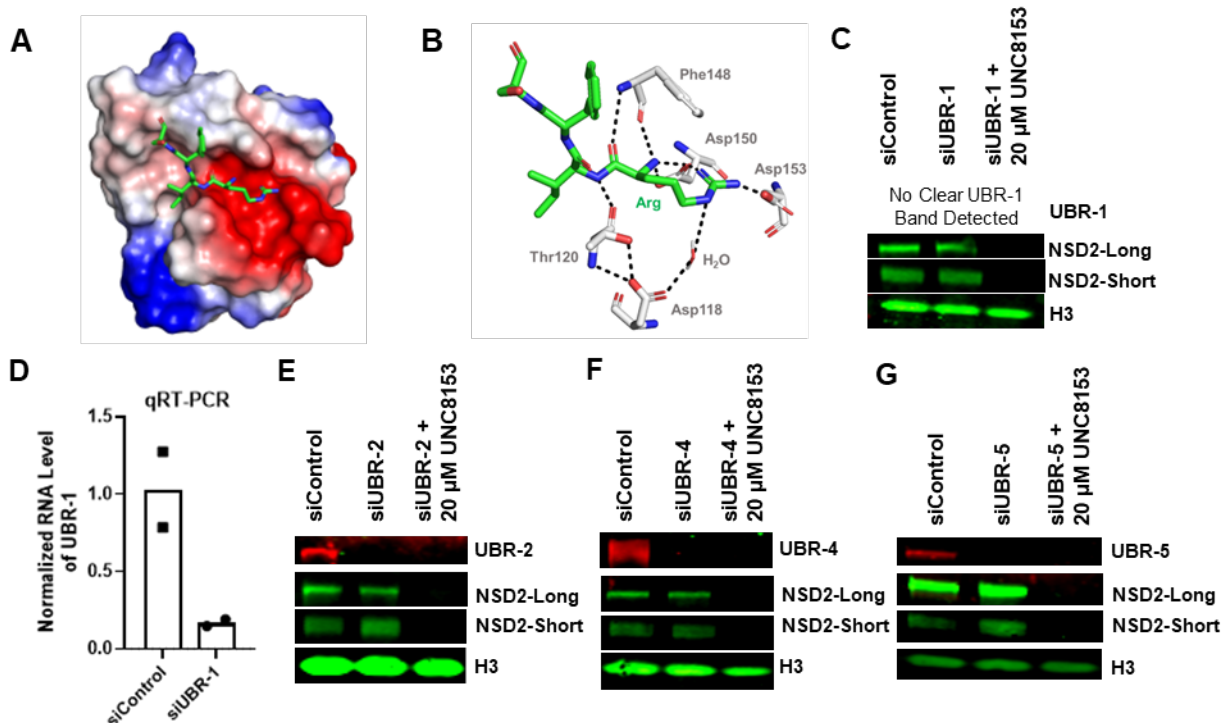 A
B
Phe148
Asp150
Asp153
Arg
Thr120
H₂O
Asp118
C
siControl
siUBR-1
siUBR-1 +
20 µM UNC8153
No Clear UBR-1
Band Detected
UBR-1
NSD2-Long
NSD2-Short
H3
D
qRT-PCR
Normalized RNA Level
of UBR-1
1.5
1.0
0.5
0.0
siControl
siUBR-1
E
siControl
siUBR-2
siUBR-2 +
20 µM UNC8153
UBR-2
NSD2-Long
NSD2-Short
H3
F
siControl
siUBR-4
siUBR-4 +
20 µM UNC8153
UBR-4
NSD2-Long
NSD2-Short
H3
G
siControl
siUBR-5
siUBR-5 +
20 µM UNC8153
UBR-5
NSD2-Long
NSD2-Short
H3